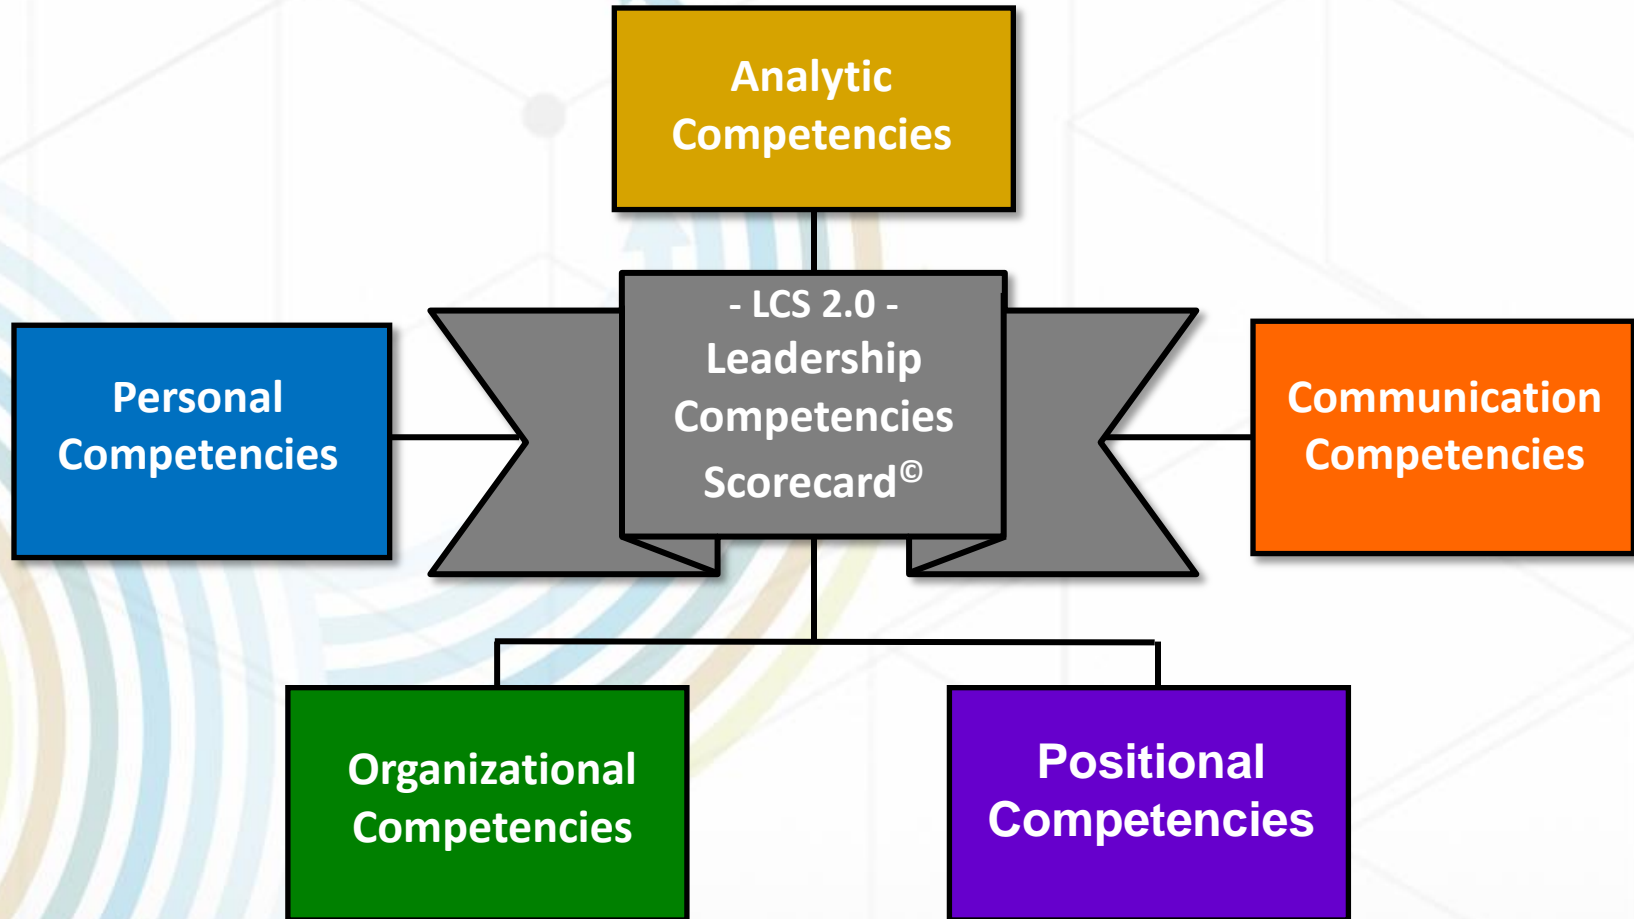 Analytic
Competencies
- LCS 2.0 -
Leadership
Competencies
Scorecard©
Personal
Competencies
Communication
Competencies
Organizational
Competencies
Positional
Competencies